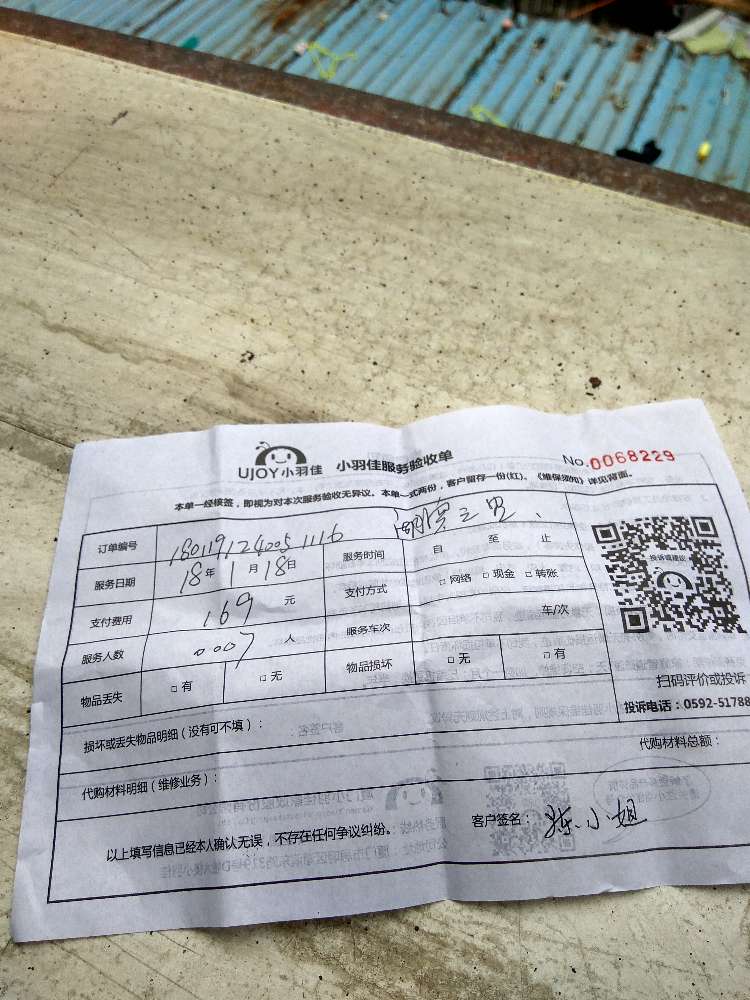 UJOY小羽佳 小羽佳服务验收单 No.0068229
本单一经核签，即视为对本次服务验收无异议。本单一式两份，客户留存一份(红)。《维保须知》详见背面。
订单编号 180119124005 1116
服务时间 自 至 止
服务日期 18年 1月 18日
支付方式 □网络 □现金 □转账
支付费用 169 元
服务车次 车/次
服务人数 0007 人
物品丢失 □有 □无 物品损坏 □无 □有
投诉或建议
扫码评价或投诉
投诉电话：0592-51788
损坏或丢失物品明细（没有可不填）：
代购材料总额：
代购材料明细（维修业务）：
以上填写信息已经本人确认无误，不存在任何争议纠纷。 客户签名： 陈小姐